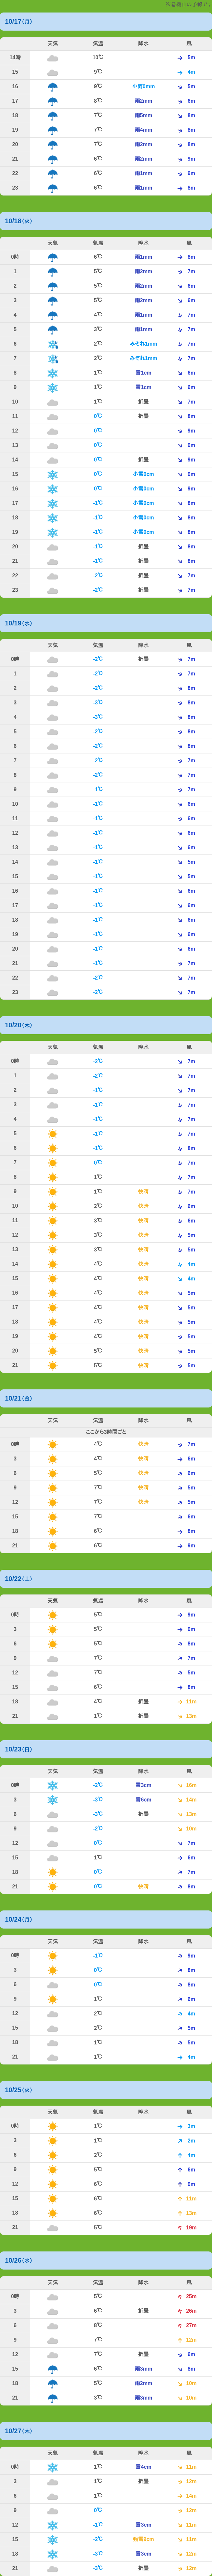 10/17(月)
天気 気温 降水 風
14時 10℃ 5m
15 9℃ 4m
16 9℃ 小雨0mm 5m
17 8℃ 雨2mm 6m
18 7℃ 雨5mm 8m
19 7℃ 雨4mm 8m
20 7℃ 雨2mm 8m
21 6℃ 雨2mm 9m
22 6℃ 雨1mm 9m
23 6℃ 雨1mm 8m
10/18(火)
天気 気温 降水 風
0時 6℃ 雨1mm 8m
1 5℃ 雨2mm 7m
2 5℃ 雨2mm 8m
3 5℃ 雨2mm 6m
4 4℃ 雨1mm 7m
5 3℃ 雨1mm 7m
6 2℃ みぞれ1mm 7m
7 2℃ みぞれ1mm 7m
8 1℃ 雪1cm 6m
9 1℃ 雪1cm 6m
10 1℃ 折曇 7m
11 0℃ 折曇 8m
12 0℃ 9m
13 0℃ 9m
14 0℃ 折曇 9m
15 0℃ 小雪0cm 9m
16 0℃ 小雪0cm 9m
17 -1℃ 小雪0cm 8m
18 -1℃ 小雪0cm 8m
19 -1℃ 小雪0cm 9m
20 -1℃ 折曇 8m
21 -1℃ 折曇 8m
22 -2℃ 折曇 8m
23 -2℃ 折曇 7m
10/19(水)
天気 気温 降水 風
0時 -2℃ 折曇 7m
1 -2℃ 7m
2 -2℃ 8m
3 -3℃ 8m
4 -3℃ 8m
5 -2℃ 8m
6 -2℃ 8m
7 -2℃ 7m
8 -2℃ 7m
9 -1℃ 7m
10 -1℃ 6m
11 -1℃ 6m
12 -1℃ 6m
13 -1℃ 6m
14 -1℃ 5m
15 -1℃ 5m
16 -1℃ 6m
17 -1℃ 6m
18 -1℃ 6m
19 -1℃ 6m
20 -1℃ 6m
21 -1℃ 7m
22 -2℃ 7m
23 -2℃ 7m
10/20(木)
天気 気温 降水 風
0時 -2℃ 7m
1 -2℃ 7m
2 -1℃ 7m
3 -1℃ 7m
4 -1℃ 7m
5 -1℃ 7m
6 -1℃ 8m
7 0℃ 7m
8 1℃ 7m
9 1℃ 快晴 7m
10 2℃ 快晴 6m
11 3℃ 快晴 6m
12 3℃ 快晴 5m
13 3℃ 快晴 5m
14 4℃ 快晴 4m
15 4℃ 快晴 4m
16 4℃ 快晴 5m
17 4℃ 快晴 5m
18 4℃ 快晴 5m
19 4℃ 快晴 5m
20 5℃ 快晴 5m
21 5℃ 快晴 5m
10/21(金)
天気 気温 降水 風
ここから3時間ごと
0時 4℃ 快晴 7m
3 4℃ 快晴 6m
6 5℃ 快晴 6m
9 7℃ 快晴 5m
12 7℃ 快晴 5m
15 7℃ 6m
18 6℃ 8m
21 6℃ 9m
10/22(土)
天気 気温 降水 風
0時 5℃ 9m
3 5℃ 9m
6 5℃ 8m
9 7℃ 7m
12 7℃ 5m
15 6℃ 8m
18 4℃ 折曇 11m
21 1℃ 折曇 13m
10/23(日)
天気 気温 降水 風
0時 -2℃ 雪3cm 16m
3 -3℃ 雪6cm 14m
6 -3℃ 折曇 13m
9 -2℃ 10m
12 0℃ 7m
15 1℃ 6m
18 0℃ 7m
21 0℃ 快晴 8m
10/24(月)
天気 気温 降水 風
0時 -1℃ 9m
3 0℃ 8m
6 0℃ 8m
9 1℃ 6m
12 2℃ 4m
15 2℃ 5m
18 1℃ 5m
21 1℃ 4m
10/25(火)
天気 気温 降水 風
0時 1℃ 3m
3 1℃ 2m
6 2℃ 4m
9 5℃ 6m
12 6℃ 9m
15 6℃ 11m
18 6℃ 15m
21 5℃ 19m
10/26(水)
天気 気温 降水 風
0時 5℃ 25m
3 6℃ 折曇 26m
6 8℃ 27m
9 7℃ 12m
12 7℃ 折曇 6m
15 6℃ 雨3mm 8m
18 5℃ 雨2mm 10m
21 3℃ 雨3mm 10m
10/27(木)
天気 気温 降水 風
0時 1℃ 雪4cm 11m
3 1℃ 折曇 12m
6 1℃ 14m
9 0℃ 12m
12 -1℃ 雪3cm 11m
15 -2℃ 11m
18 -3℃ 雪3cm 12m
21 -3℃ 折曇 12m